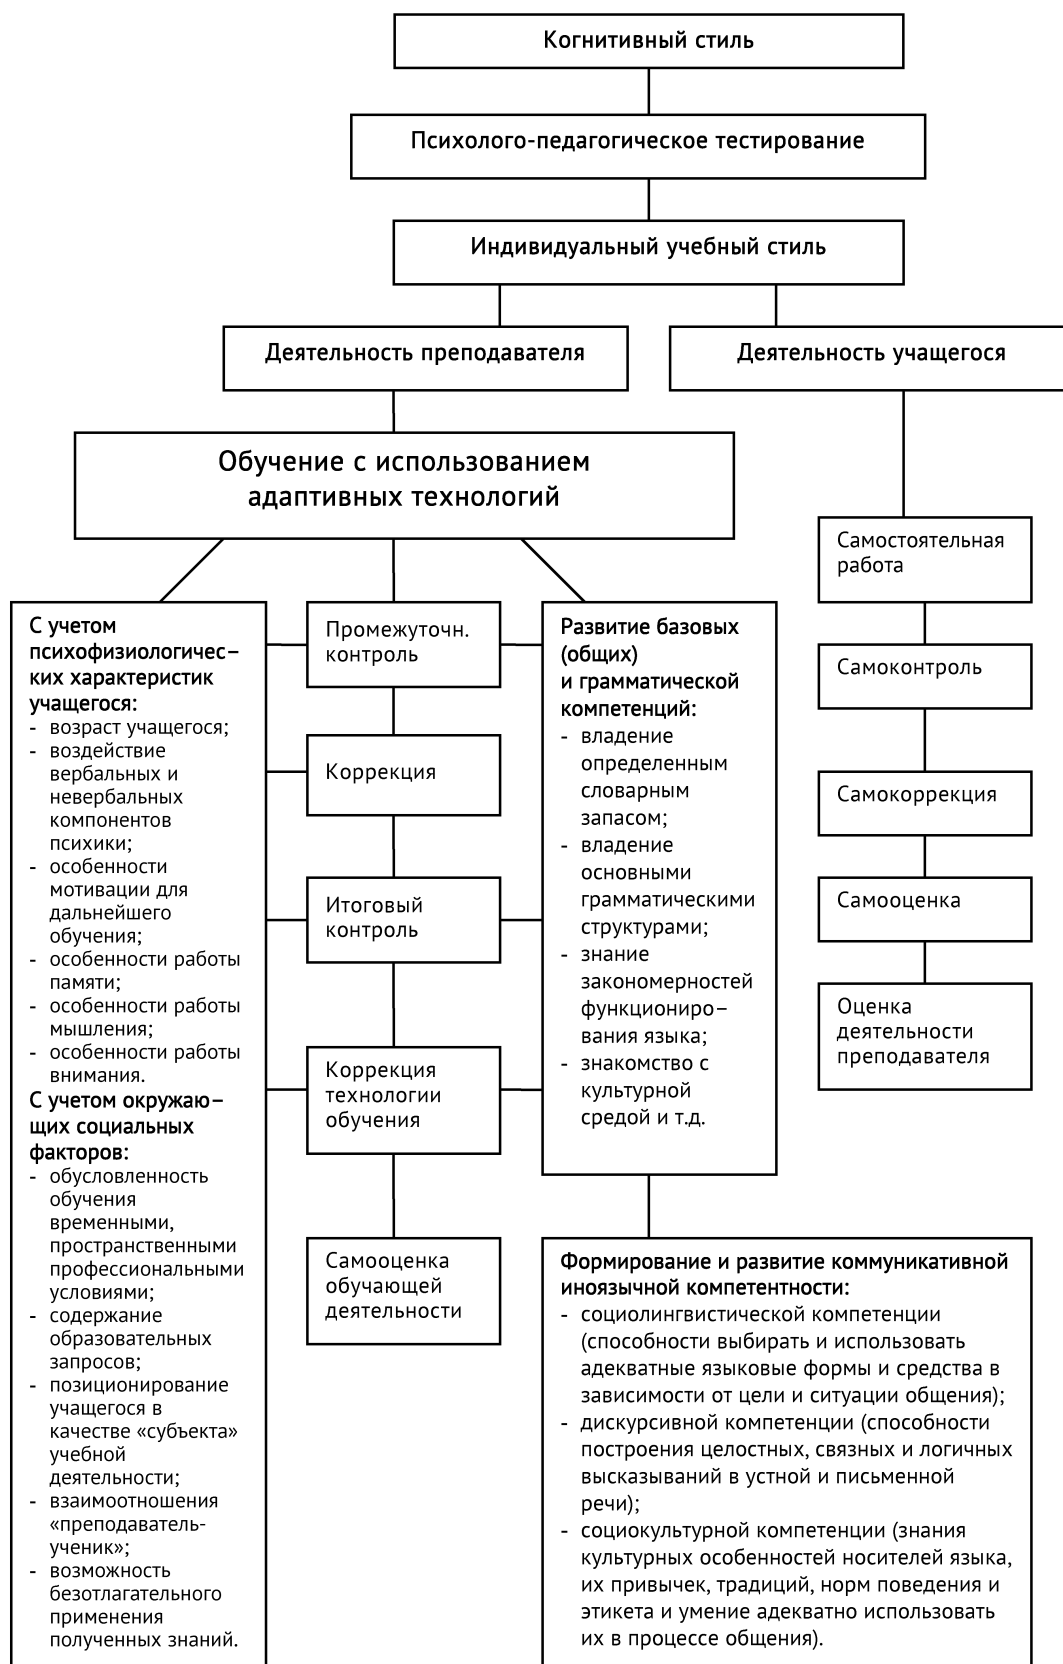 Когнитивный стиль
Психолого-педагогическое тестирование
Индивидуальный учебный стиль
Деятельность преподавателя
Деятельность учащегося
Обучение с использованием
адаптивных технологий
С учетом
психофизиологичес–
ких характеристик
учащегося:
- возраст учащегося;
- воздействие
вербальных и
невербальных
компонентов
психики;
- особенности
мотивации для
дальнейшего
обучения;
- особенности работы
памяти;
- особенности работы
мышления;
- особенности работы
внимания.
С учетом окружаю–
щих социальных
факторов:
- обусловленность
обучения
временными,
пространственными
профессиональными
условиями;
- содержание
образовательных
запросов;
- позиционирование
учащегося в
качестве «субъекта»
учебной
деятельности;
- взаимоотношения
«преподаватель-
ученик»;
- возможность
безотлагательного
применения
полученных знаний.
Промежуточн.
контроль
Коррекция
Итоговый
контроль
Коррекция
технологии
обучения
Самооценка
обучающей
деятельности
Развитие базовых
(общих)
и грамматической
компетенций:
- владение
определенным
словарным
запасом;
- владение
основными
грамматическими
структурами;
- знание
закономерностей
функциониро–
вания языка;
- знакомство с
культурной
средой и т.д.
Формирование и развитие коммуникативной
иноязычной компетентности:
- социолингвистической компетенции
(способности выбирать и использовать
адекватные языковые формы и средства в
зависимости от цели и ситуации общения);
- дискурсивной компетенции (способности
построения целостных, связных и логичных
высказываний в устной и письменной
речи);
- социокультурной компетенции (знания
культурных особенностей носителей языка,
их привычек, традиций, норм поведения и
этикета и умение адекватно использовать
их в процессе общения).
Самостоятельная
работа
Самоконтроль
Самокоррекция
Самооценка
Оценка
деятельности
преподавателя